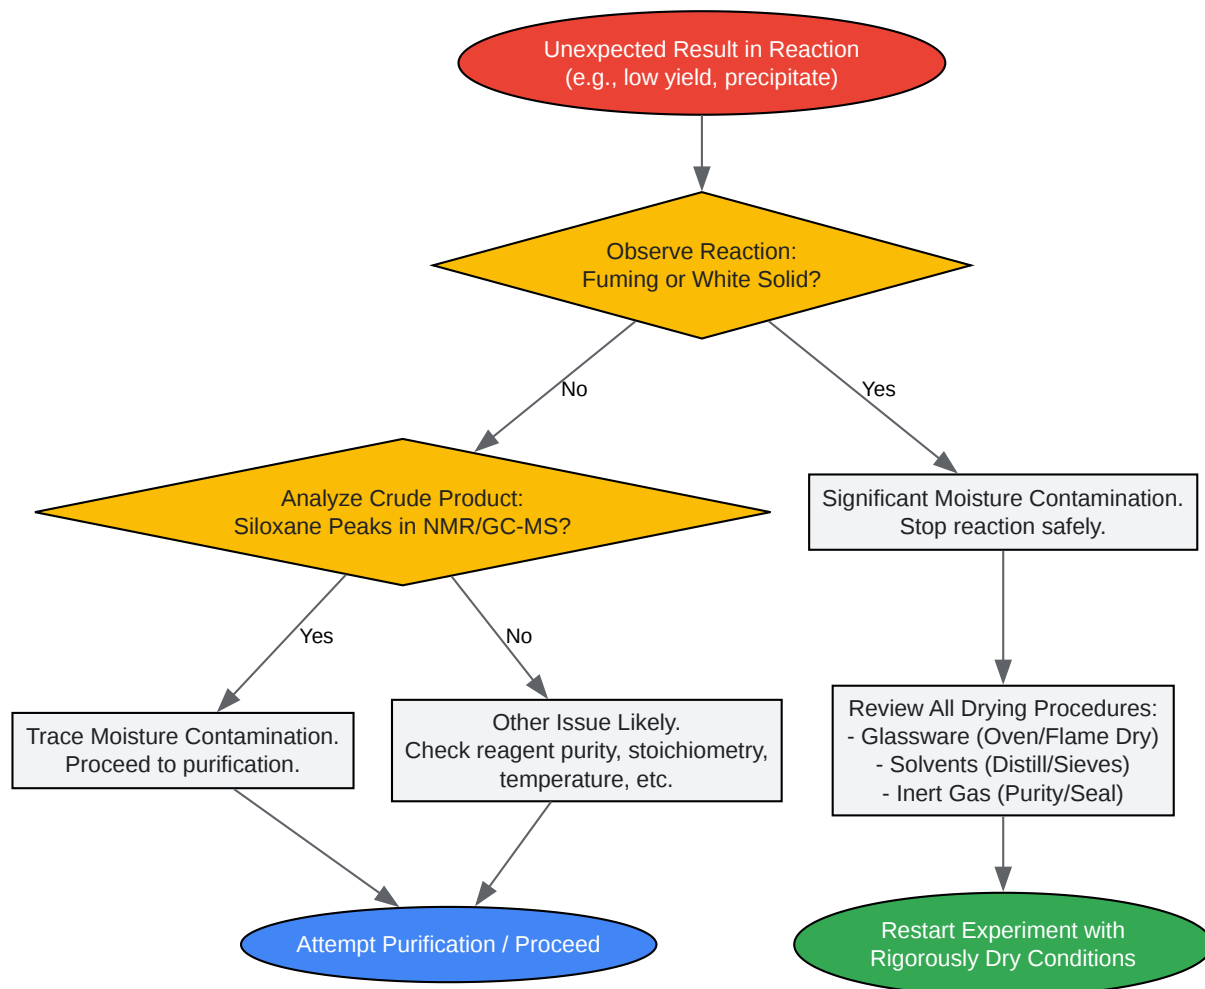 Unexpected Result in Reaction
(e.g., low yield, precipitate)
Observe Reaction:
Fuming or White Solid?
No
Yes
Analyze Crude Product:
Siloxane Peaks in NMR/GC-MS?
Significant Moisture Contamination.
Stop reaction safely.
Yes
No
Trace Moisture Contamination.
Proceed to purification.
Other Issue Likely.
Check reagent purity, stoichiometry,
temperature, etc.
Review All Drying Procedures:
- Glassware (Oven/Flame Dry)
- Solvents (Distill/Sieves)
- Inert Gas (Purity/Seal)
Attempt Purification / Proceed
Restart Experiment with
Rigorously Dry Conditions